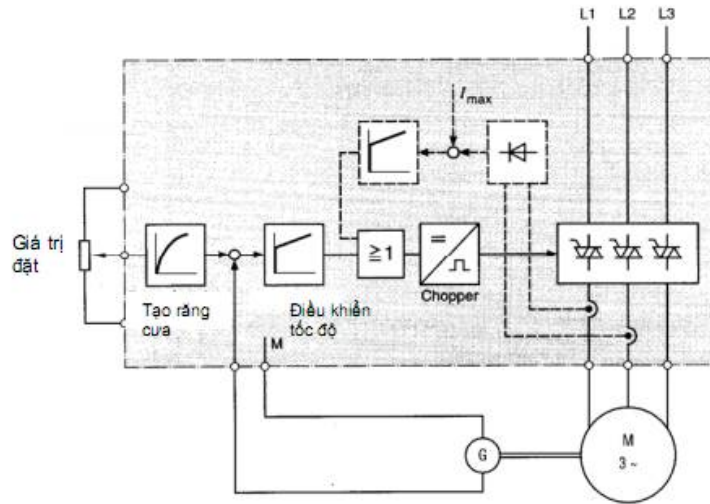 L1 L2 L3
I max
Giá trị
đặt
≧1
Chopper
Tạo răng
cưa
Điều khiển
tốc độ
M
G
M
3 ~